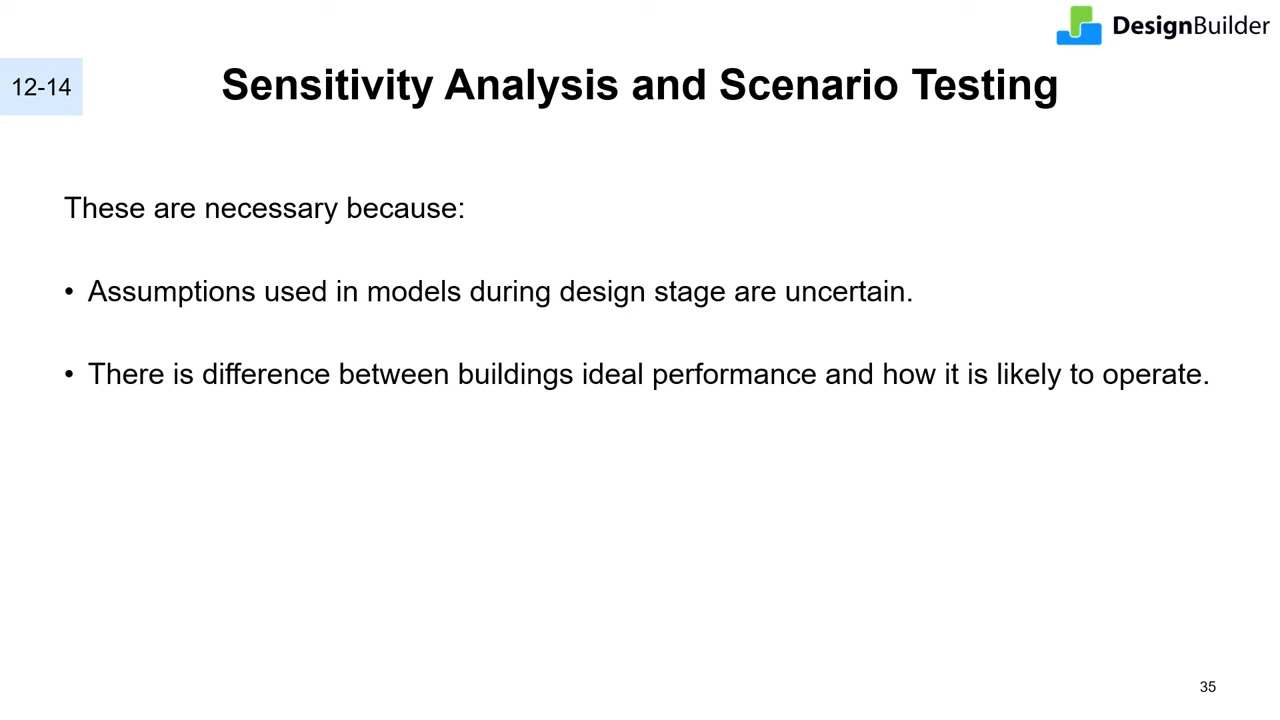 DesignBuilder
12-14
Sensitivity Analysis and Scenario Testing
These are necessary because:
• Assumptions used in models during design stage are uncertain.
• There is difference between buildings ideal performance and how it is likely to operate.
35